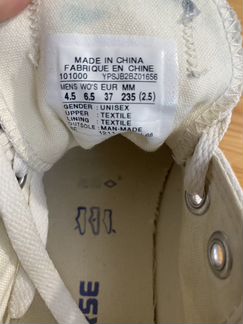 MADE IN CHINA
FABRIQUE EN CHINE
101000 YPSJB2BZ01656
MENS WO'S EUR MM
4.5 6.5 37 235 (2.5)
GENDER : UNISEX
UPPER : TEXTILE
LINING : TEXTILE
OUTSOLE : MAN-MADE